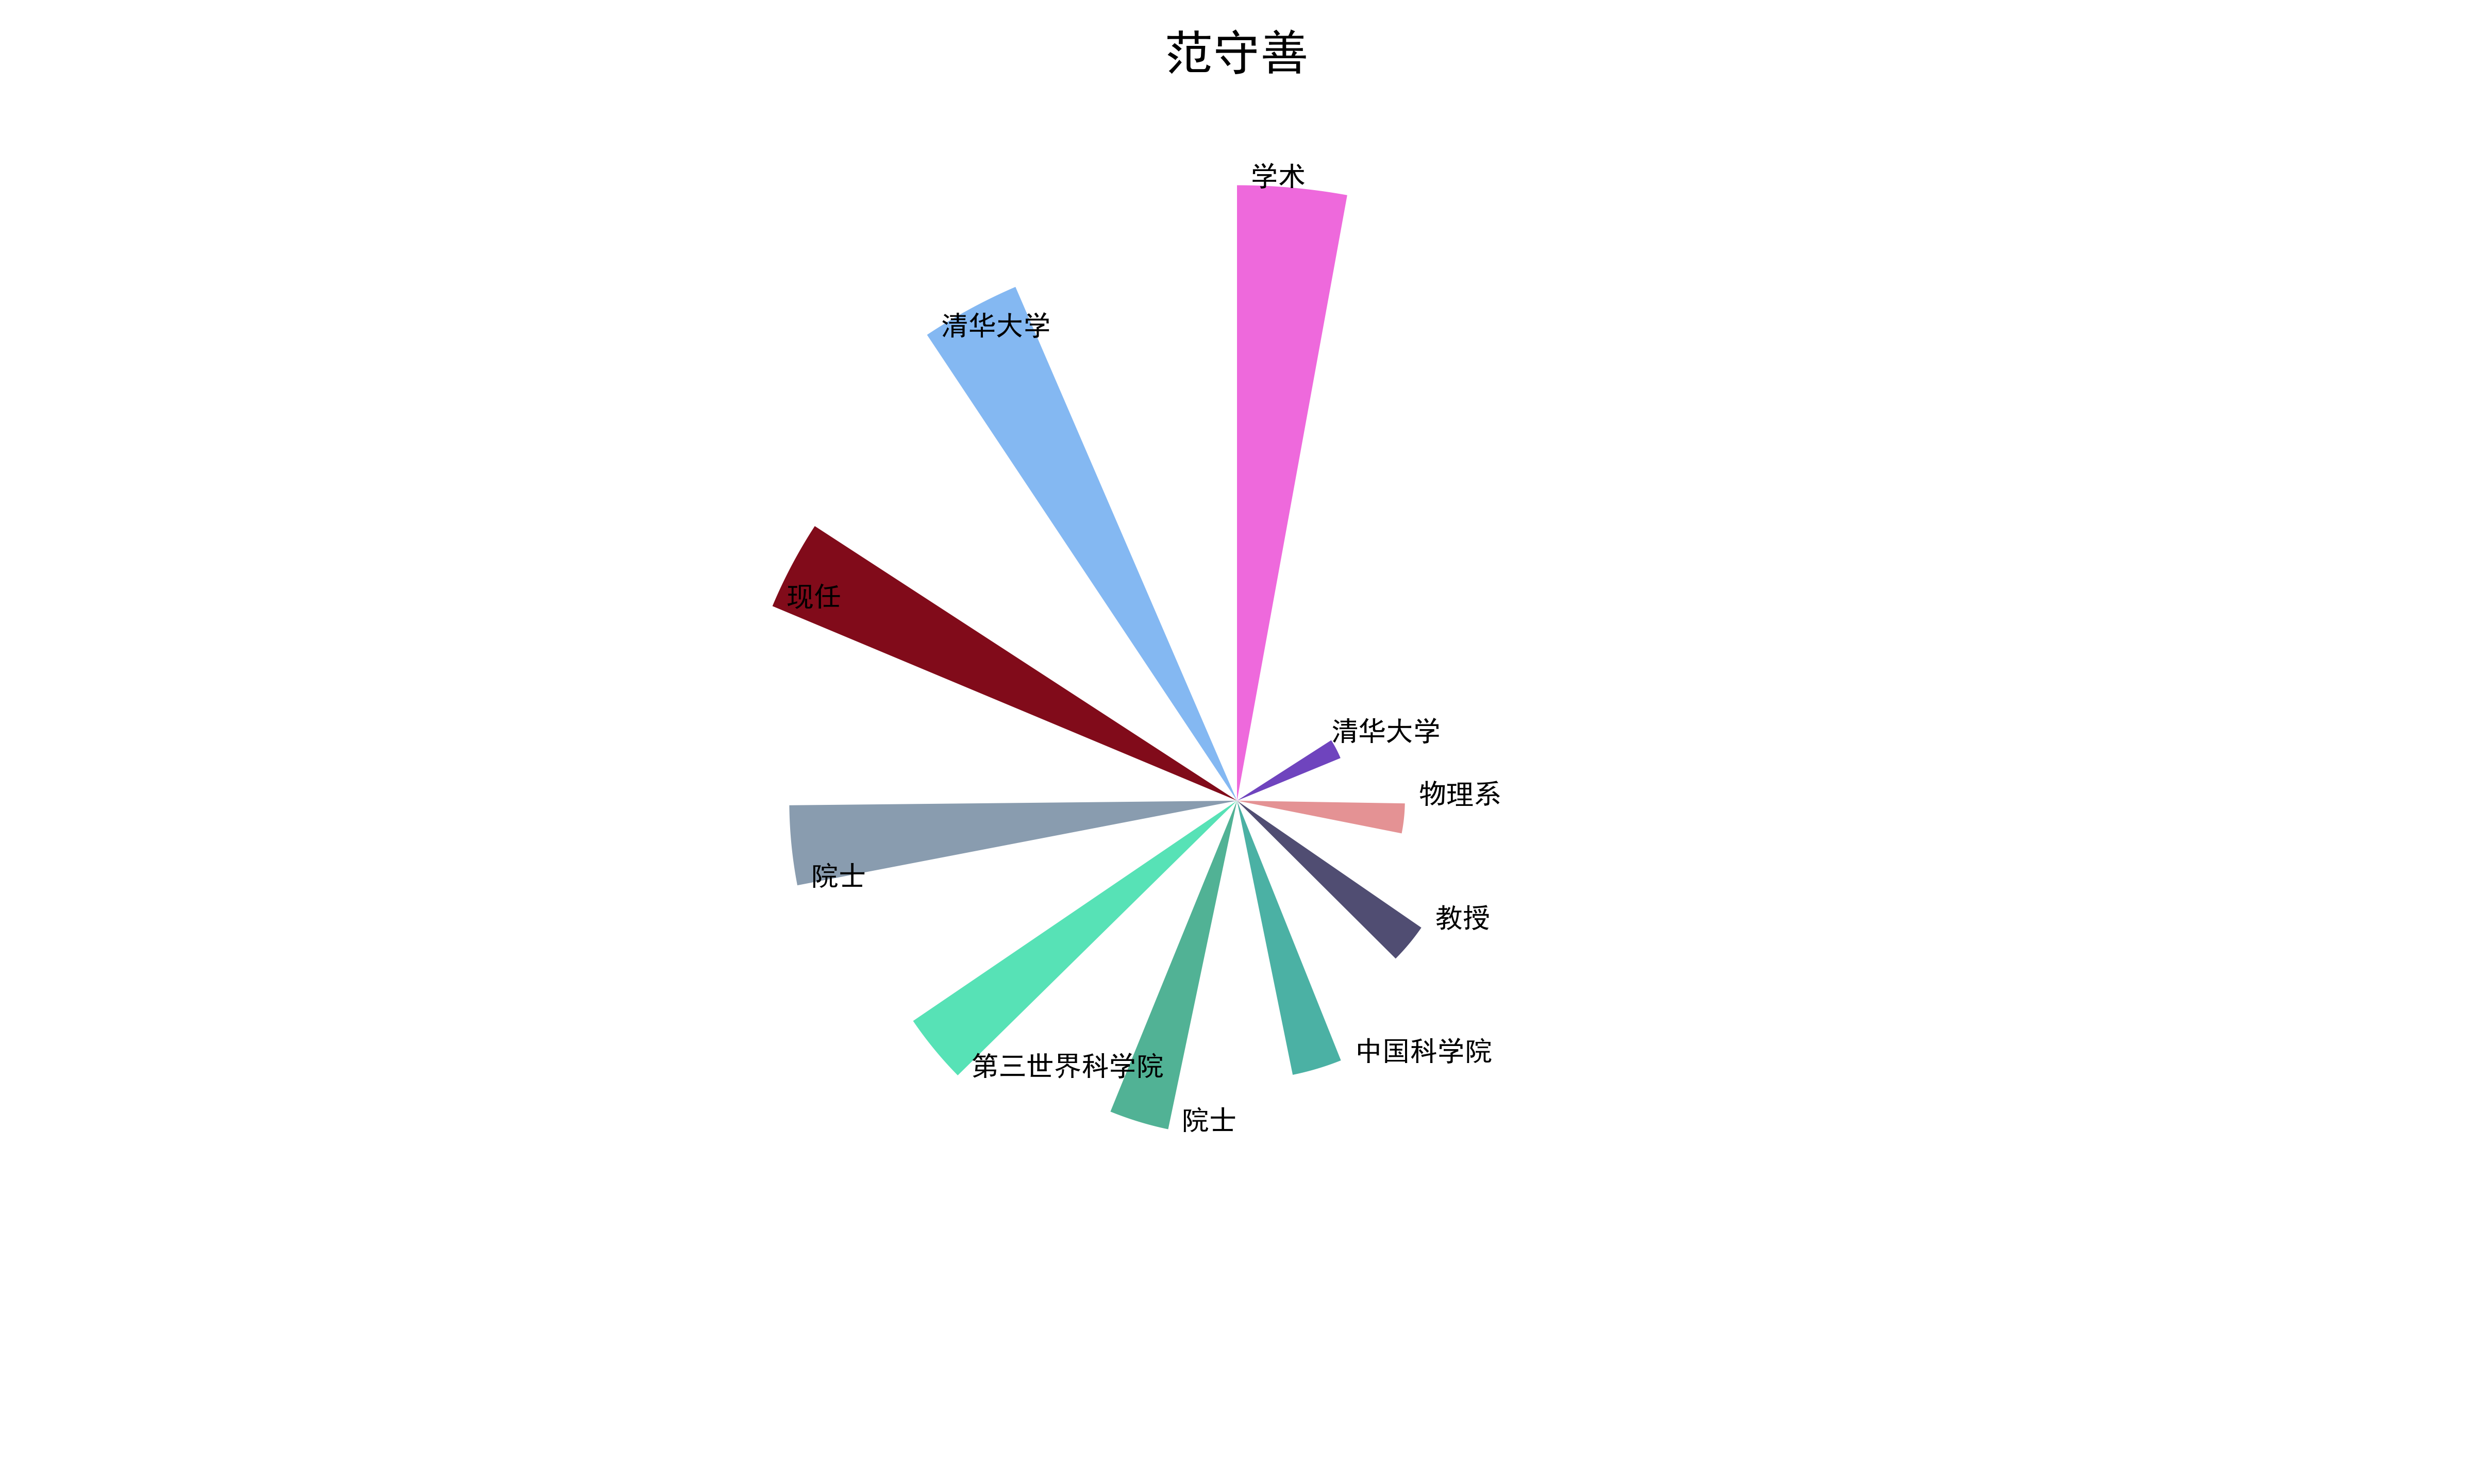 范守善
学术
清华大学
现任
清华大学
物理系
院士
教授
中国科学院
第三世界科学院
院士